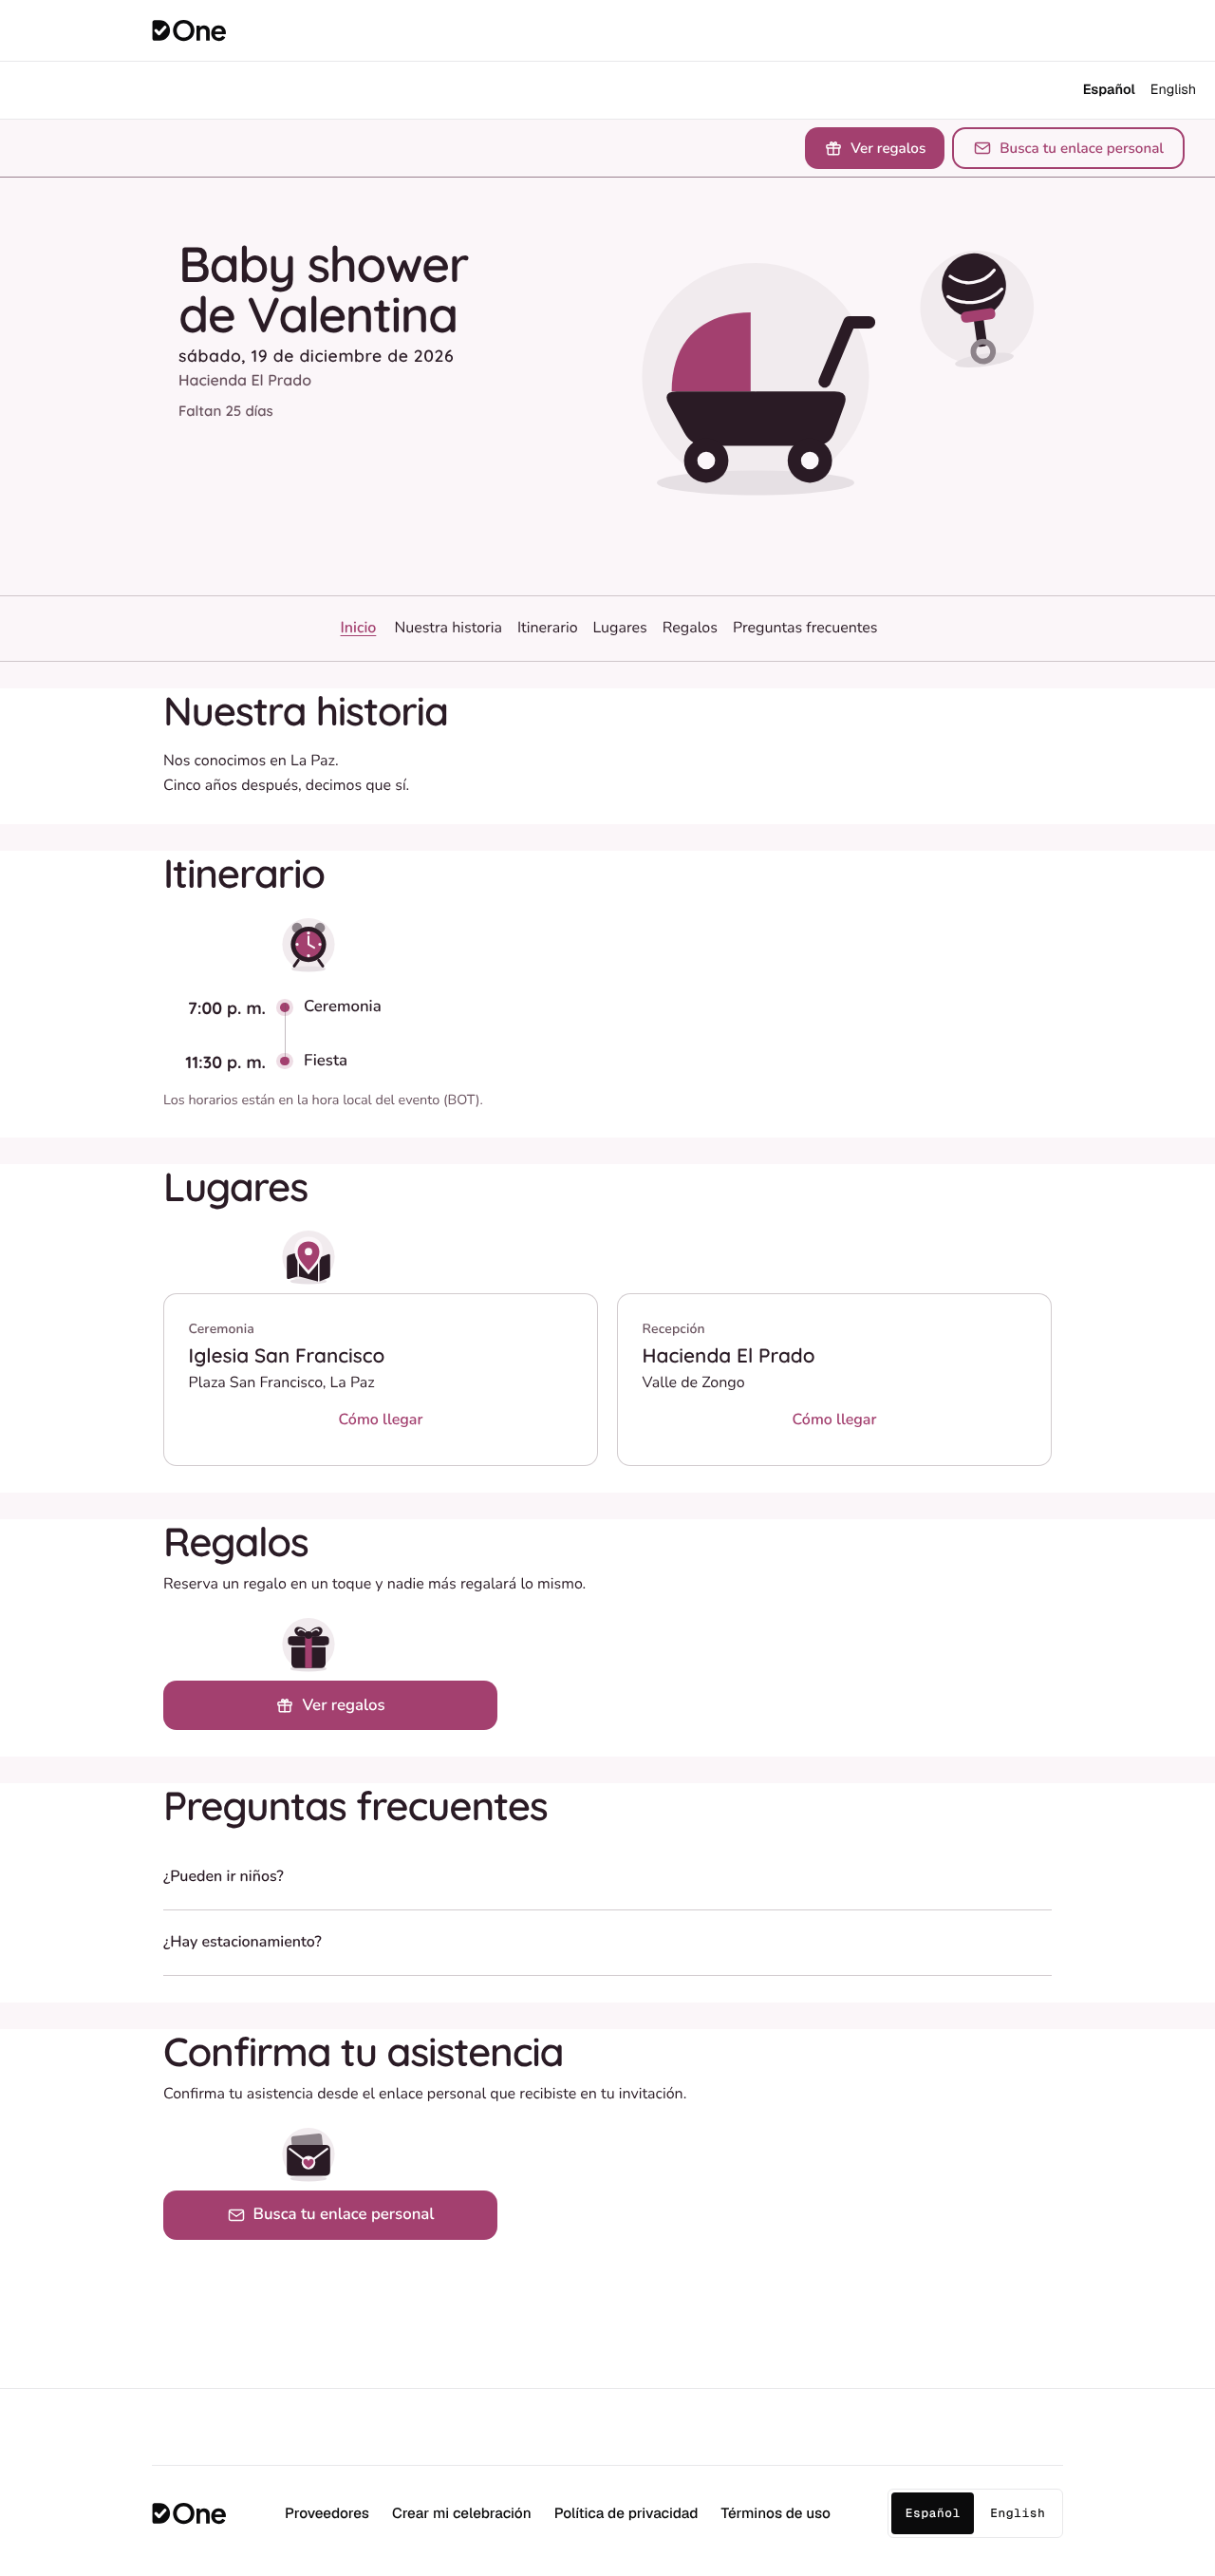 One
Español English
Ver regalos Busca tu enlace personal
Baby shower
de Valentina
sábado, 19 de diciembre de 2026
Hacienda El Prado
Faltan 25 días
Inicio Nuestra historia Itinerario Lugares Regalos Preguntas frecuentes
Nuestra historia
Nos conocimos en La Paz.
Cinco años después, decimos que sí.
Itinerario
7:00 p. m. Ceremonia
11:30 p. m. Fiesta
Los horarios están en la hora local del evento (BOT).
Lugares
Ceremonia
Iglesia San Francisco
Plaza San Francisco, La Paz
Cómo llegar
Recepción
Hacienda El Prado
Valle de Zongo
Cómo llegar
Regalos
Reserva un regalo en un toque y nadie más regalará lo mismo.
Ver regalos
Preguntas frecuentes
¿Pueden ir niños?
¿Hay estacionamiento?
Confirma tu asistencia
Confirma tu asistencia desde el enlace personal que recibiste en tu invitación.
Busca tu enlace personal
One Proveedores Crear mi celebración Política de privacidad Términos de uso Español English